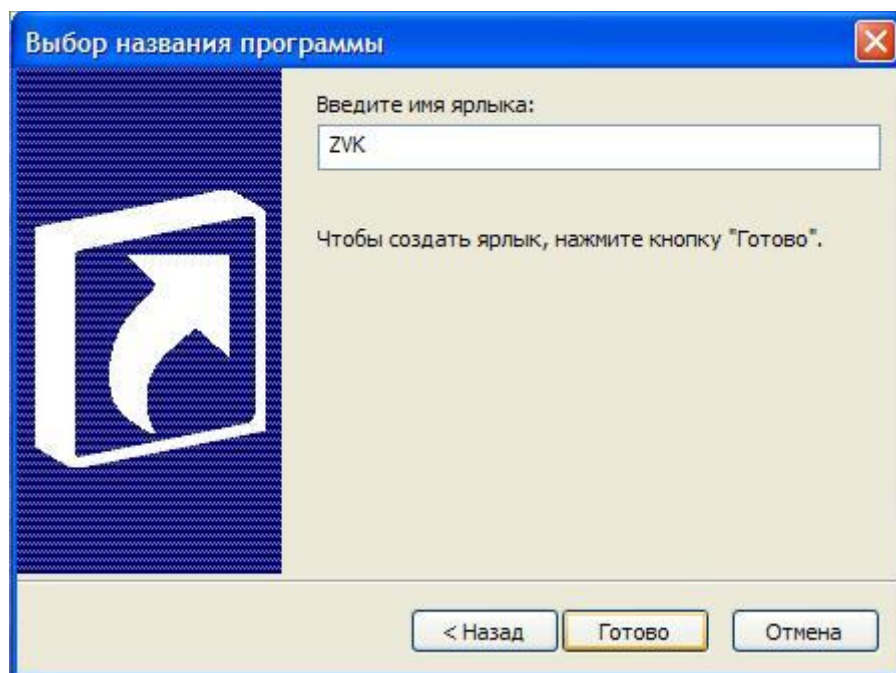 Выбор названия программы
Введите имя ярлыка:
ZVK
Чтобы создать ярлык, нажмите кнопку "Готово".
< Назад
Готово
Отмена